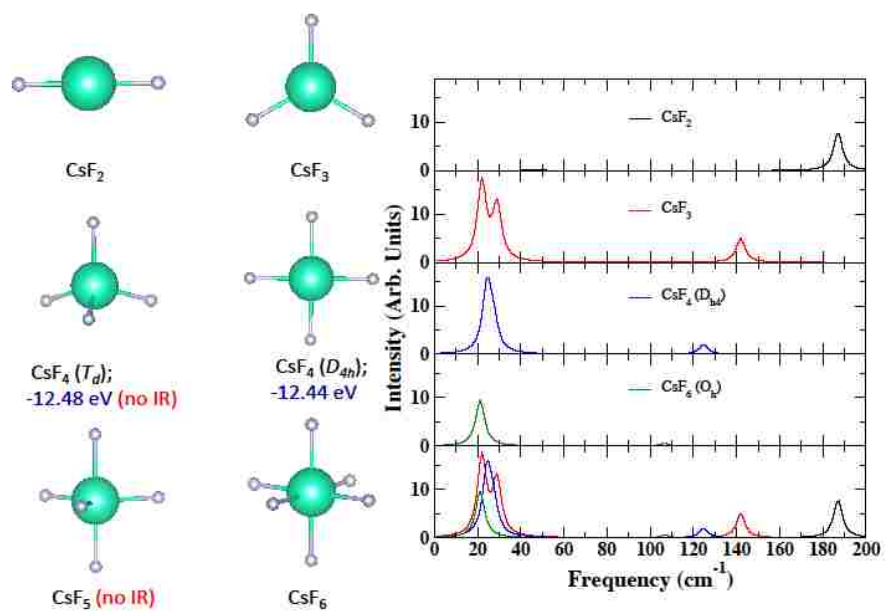 CsF2
CsF3
CsF4 (Td);
-12.48 eV (no IR)
CsF4 (D4h);
-12.44 eV
CsF5 (no IR)
CsF6
Intensity (Arb. Units)
10
0
CsF2
10
0
CsF3
10
0
CsF4 (Dh4)
10
0
CsF6 (Oh)
10
0
0 20 40 60 80 100 120 140 160 180 200
Frequency (cm-1)